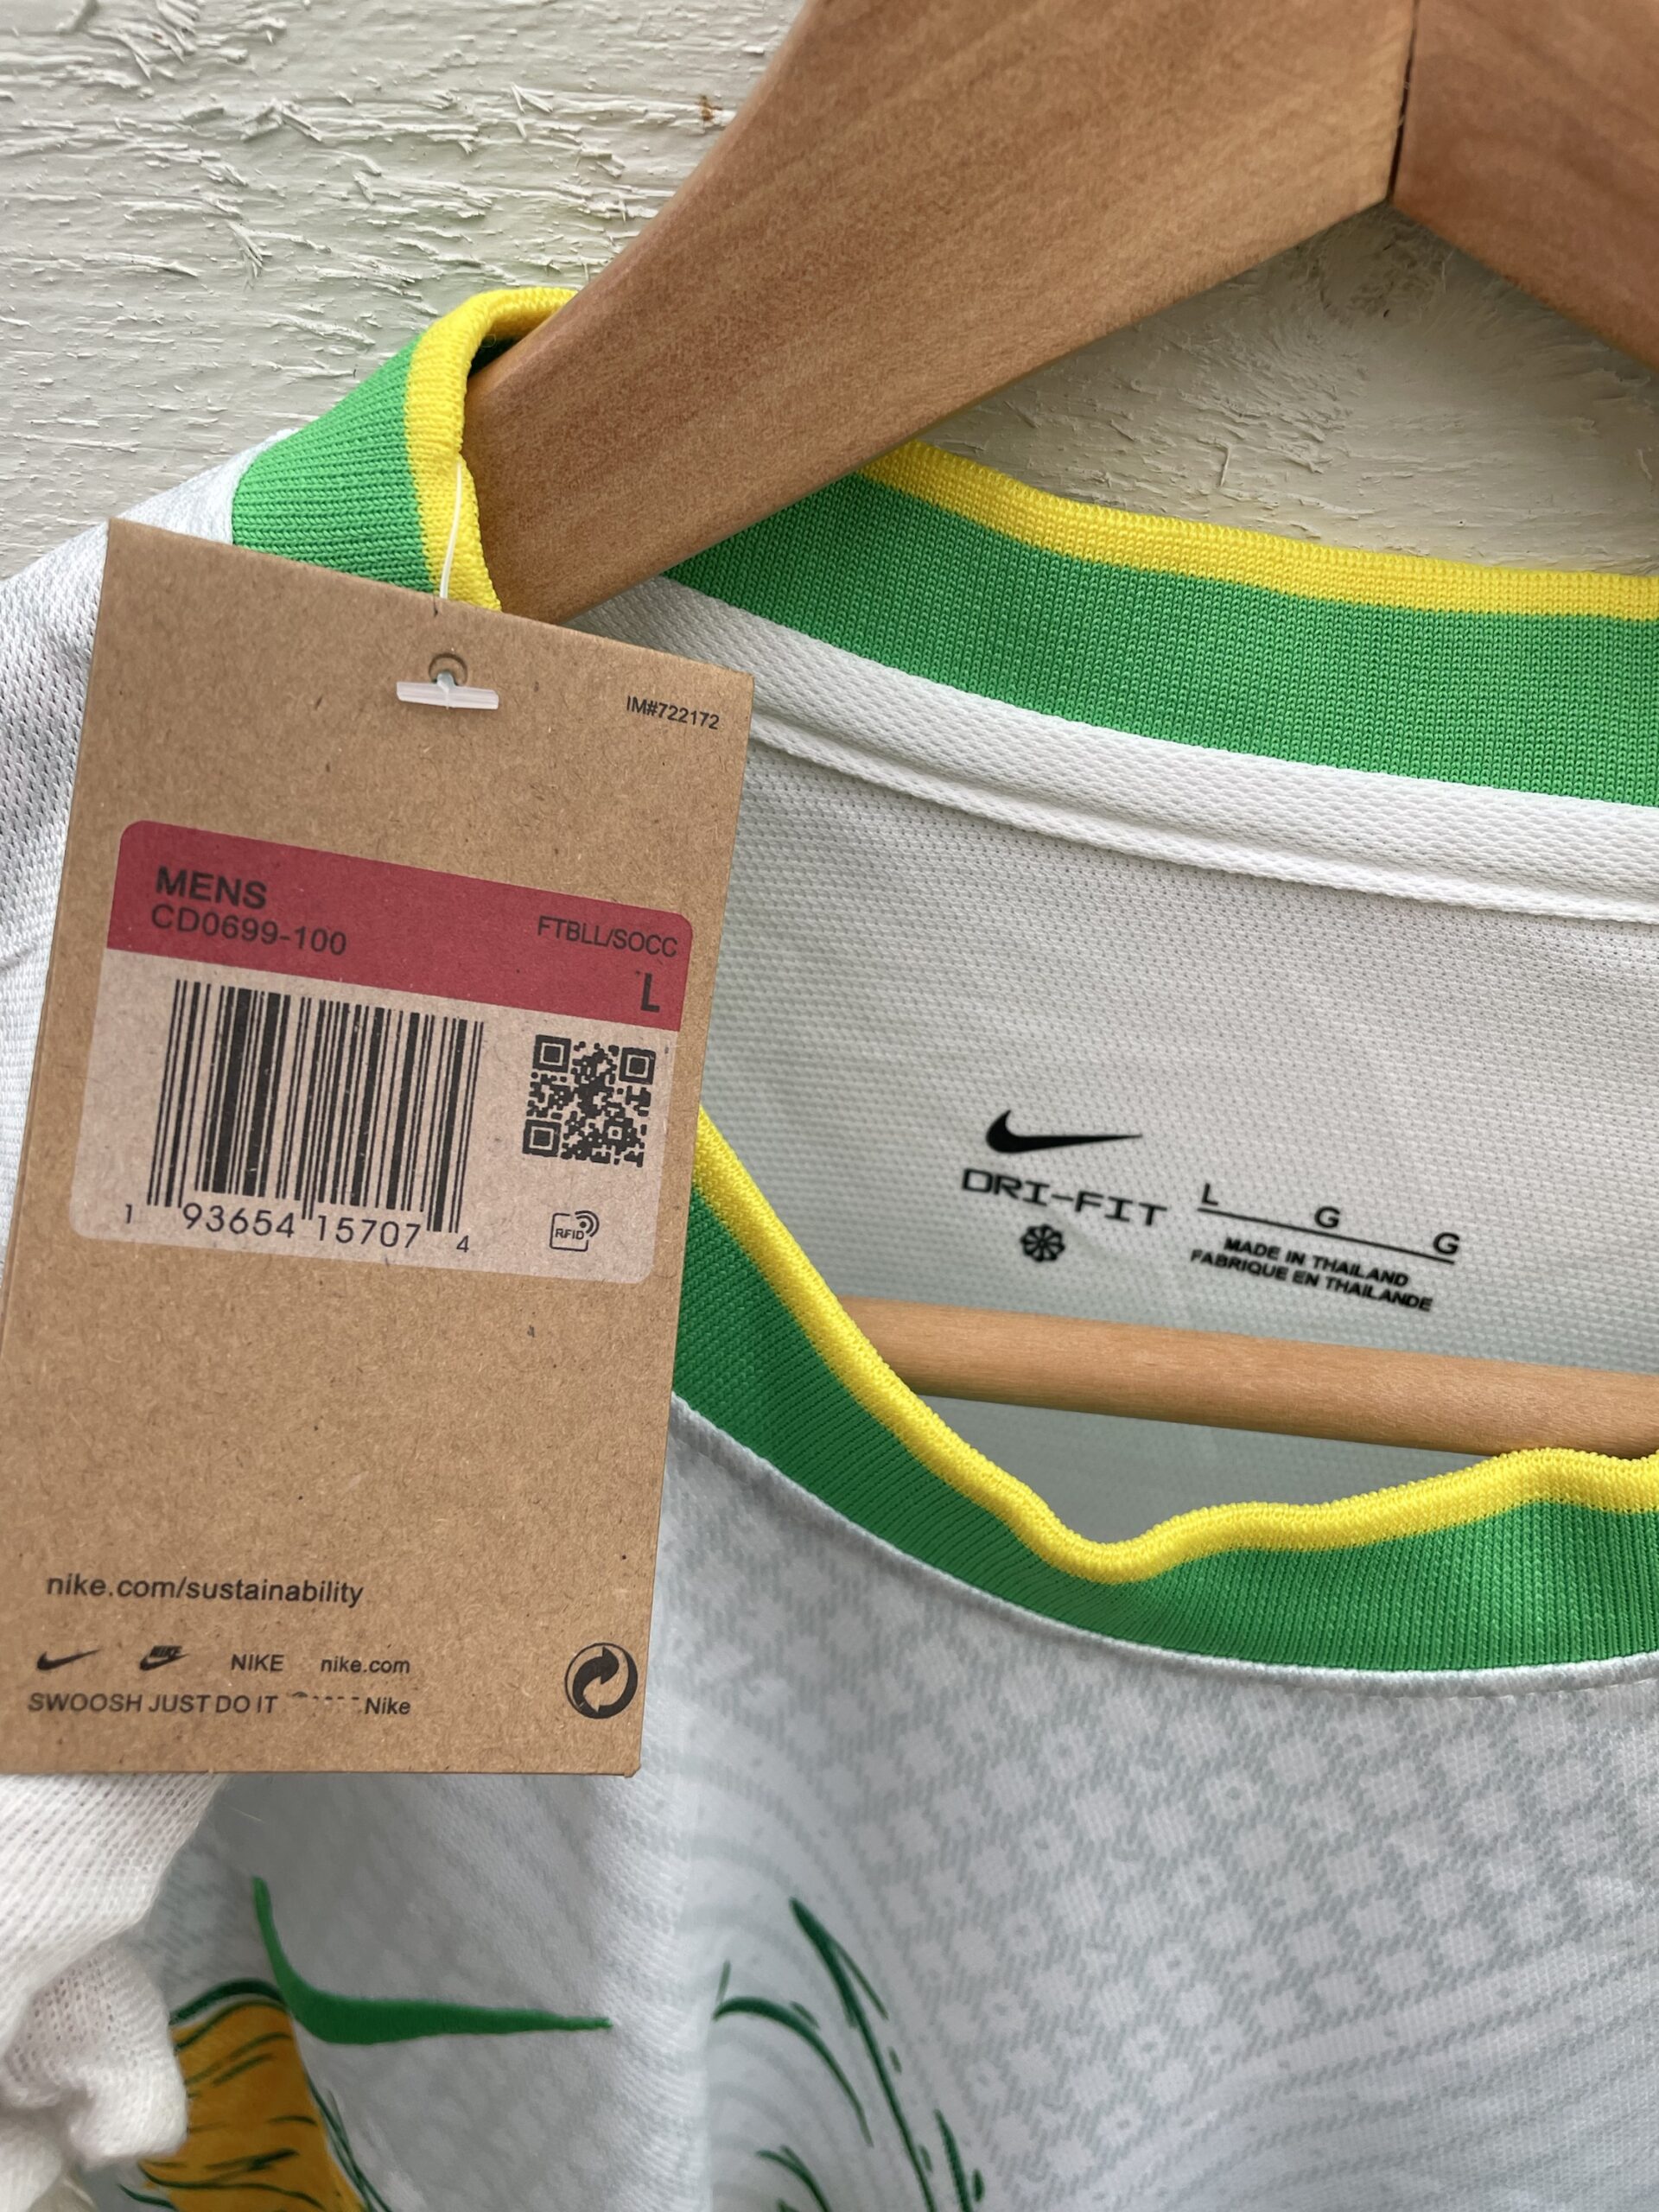 IM#722172
MENS
CD0699-100
FTBLL/SOCC
L
1 93654 15707 4
RFID
nike.com/sustainability
NIKE nike.com
SWOOSH JUST DO IT Nike
DRI-FIT
L G G
MADE IN THAILAND
FABRIQUE EN THAÏLANDE